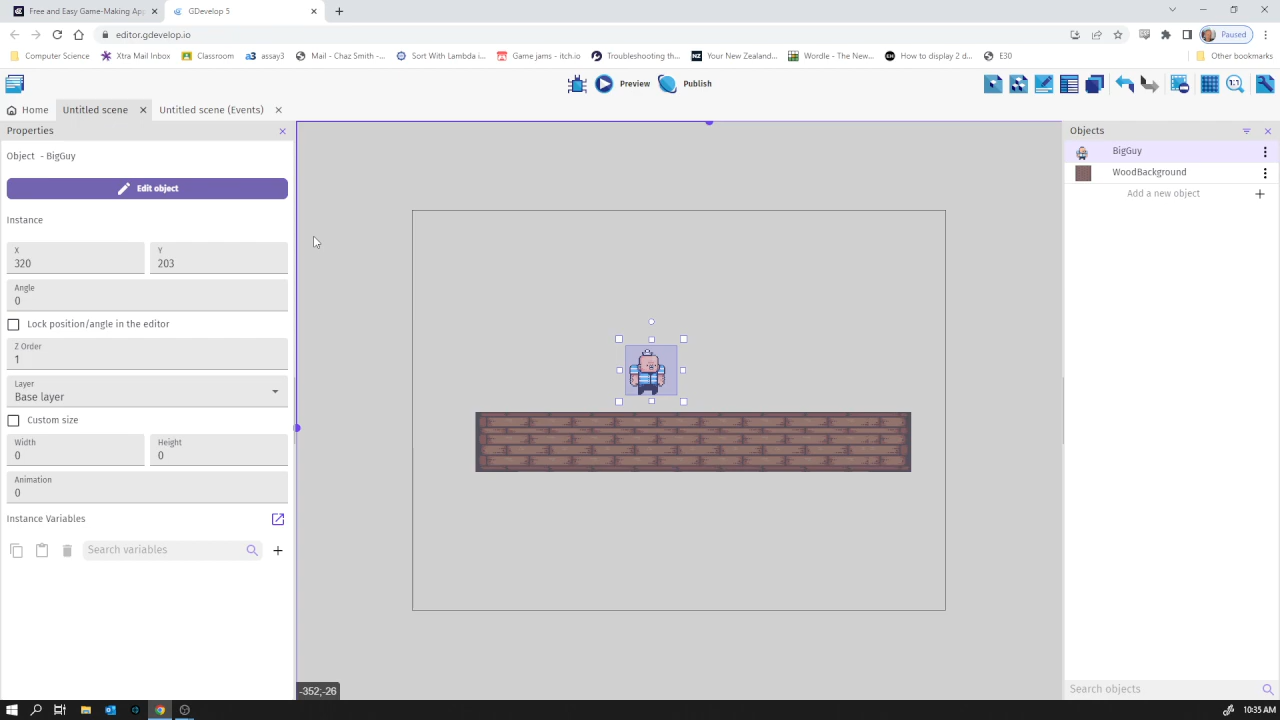 Free and Easy Game-Making Ap
GDevelop 5
editor.gdevelop.io
Paused
Computer Science
Xtra Mail Inbox
Classroom
a3 assay3
Mail - Chaz Smith -...
Sort With Lambda i...
Game jams - itch.io
Troubleshooting th...
NZ Your New Zealand...
Wordle - The New...
EH How to display 2 d...
E30
Other bookmarks
Preview
Publish
1:1
Home
Untitled scene
Untitled scene (Events)
Properties
Object - BigGuy
Edit object
Instance
X
320
Y
203
Angle
0
Lock position/angle in the editor
Z Order
1
Layer
Base layer
Custom size
Width
0
Height
0
Animation
0
Instance Variables
Search variables
-352;-26
Objects
BigGuy
WoodBackground
Add a new object
Search objects
10:35 AM